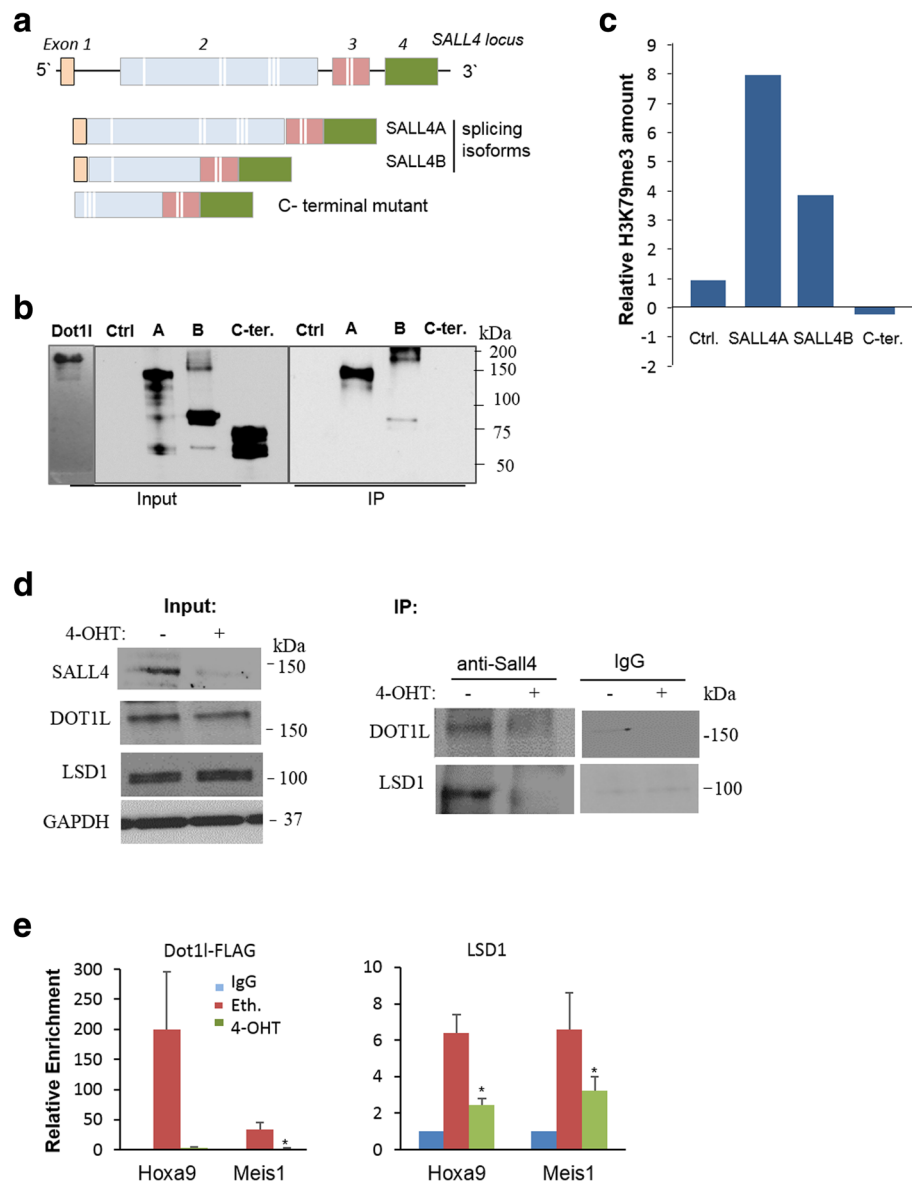 a
Exon 1 2 3 4 SALL4 locus
5` 3`
SALL4A
SALL4B
splicing
isoforms
C- terminal mutant
c
Relative H3K79me3 amount
9
8
7
6
5
4
3
2
1
0
-1
-2
Ctrl. SALL4A SALL4B C-ter.
b
Dot1l Ctrl A B C-ter. Ctrl A B C-ter. kDa
200
150
100
75
50
Input IP
d
Input:
4-OHT: - +
kDa
SALL4 150
DOT1L 150
LSD1 100
GAPDH 37
IP:
anti-Sall4 IgG
4-OHT: - + - + kDa
DOT1L -150
LSD1 100
e
Dot1l-FLAG
Relative Enrichment
300
250
200
150
100
50
0
IgG
Eth.
4-OHT
*
Hoxa9 Meis1
LSD1
10
8
6
4
2
0
* *
Hoxa9 Meis1